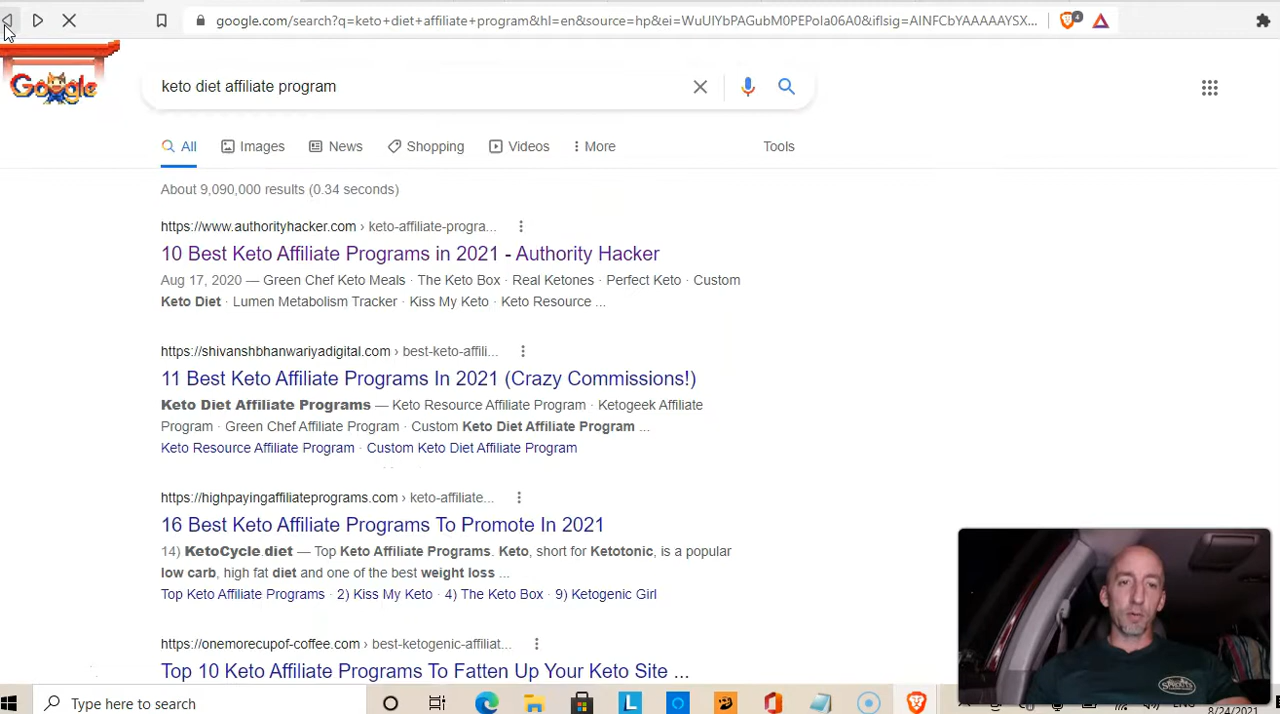 google.com/search?q=keto+diet+affiliate+program&hl=en&source=hp&ei=WuUIYbPAGubM0PEPola06A0&iflsig=AINFCbYAAAAAYSX...
4
Google
keto diet affiliate program
All
Images
News
Shopping
Videos
More
Tools
About 9,090,000 results (0.34 seconds)
https://www.authorityhacker.com › keto-affiliate-progra...
10 Best Keto Affiliate Programs in 2021 - Authority Hacker
Aug 17, 2020 — Green Chef Keto Meals · The Keto Box · Real Ketones · Perfect Keto · Custom
Keto Diet · Lumen Metabolism Tracker · Kiss My Keto · Keto Resource ...
https://shivanshbhanwariyadigital.com › best-keto-affili...
11 Best Keto Affiliate Programs In 2021 (Crazy Commissions!)
Keto Diet Affiliate Programs — Keto Resource Affiliate Program · Ketogeek Affiliate
Program · Green Chef Affiliate Program · Custom Keto Diet Affiliate Program ...
Keto Resource Affiliate Program · Custom Keto Diet Affiliate Program
https://highpayingaffiliateprograms.com › keto-affiliate...
16 Best Keto Affiliate Programs To Promote In 2021
14) KetoCycle.diet — Top Keto Affiliate Programs. Keto, short for Ketotonic, is a popular
low carb, high fat diet and one of the best weight loss ...
Top Keto Affiliate Programs · 2) Kiss My Keto · 4) The Keto Box · 9) Ketogenic Girl
https://onemorecupof-coffee.com › best-ketogenic-affiliat...
Top 10 Keto Affiliate Programs To Fatten Up Your Keto Site ...
Type here to search
L
8/24/2021